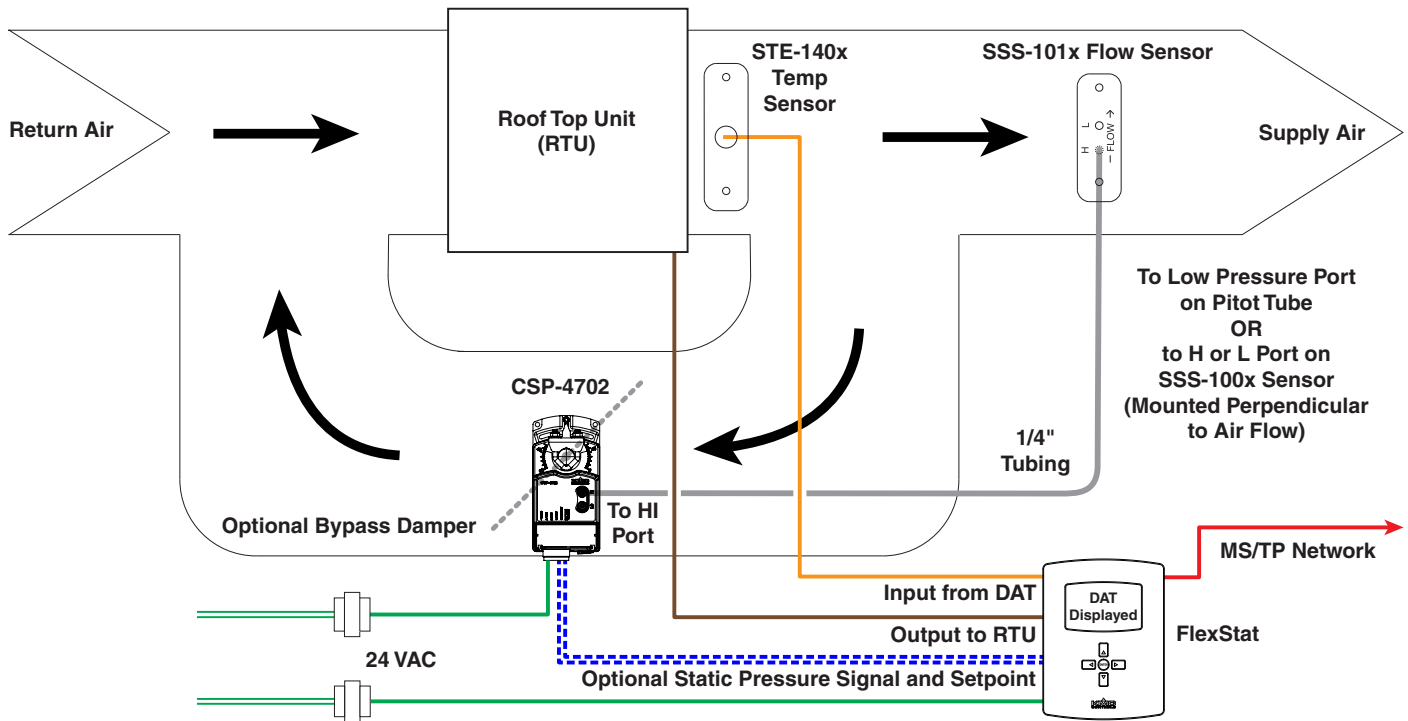 STE-140x
Temp
Sensor
SSS-101x Flow Sensor
Return Air
Roof Top Unit
(RTU)
H
L
— FLOW →
Supply Air
To Low Pressure Port
on Pitot Tube
OR
to H or L Port on
SSS-100x Sensor
(Mounted Perpendicular
to Air Flow)
CSP-4702
1/4"
Tubing
Optional Bypass Damper
To HI
Port
MS/TP Network
Input from DAT
DAT
Displayed
Output to RTU
FlexStat
24 VAC
Optional Static Pressure Signal and Setpoint